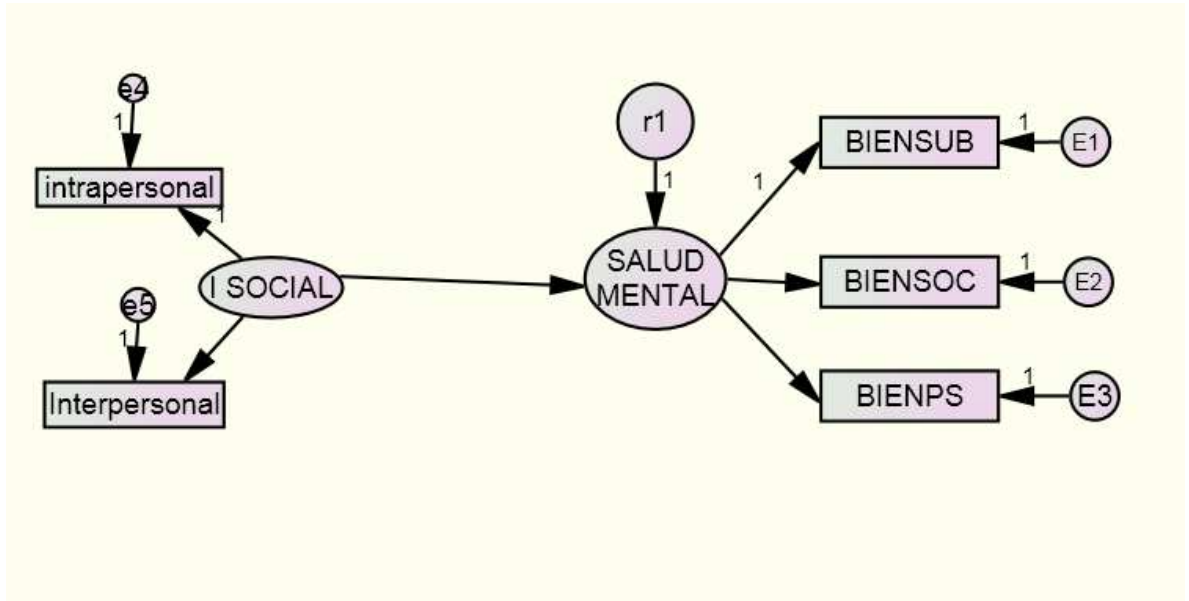 e4
1
intrapersonal
1
I SOCIAL
e5
1
Interpersonal
r1
1
SALUD
MENTAL
1
BIENSUB
1
E1
BIENSOC
1
E2
BIENPS
1
E3